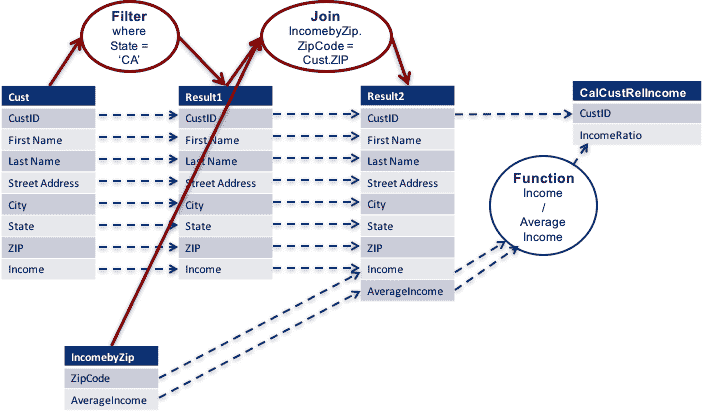 Filter
where
State =
'CA'
Join
IncomebyZip.
ZipCode =
Cust.ZIP
Cust
CustID
First Name
Last Name
Street Address
City
State
ZIP
Income
Result1
CustID
First Name
Last Name
Street Address
City
State
ZIP
Income
Result2
CustID
First Name
Last Name
Street Address
City
State
ZIP
Income
AverageIncome
CalCustRelIncome
CustID
IncomeRatio
Function
Income
/
Average
Income
IncomebyZip
ZipCode
AverageIncome